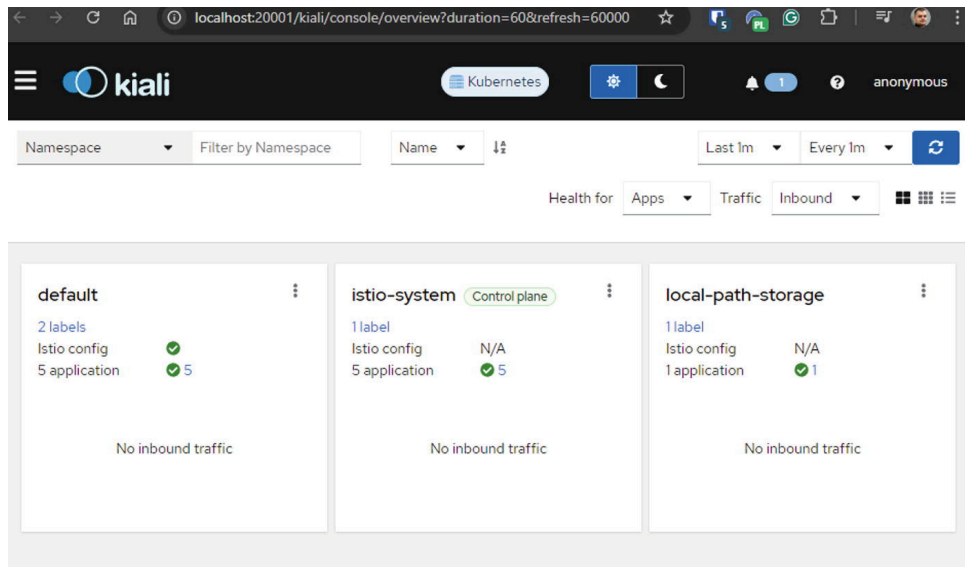 localhost:20001/kiali/console/overview?duration=60&refresh=60000
S PL G
kiali Kubernetes 1 anonymous
Namespace Filter by Namespace Name Last 1m Every 1m
Health for Apps Traffic Inbound
default
2 labels
Istio config
5 application 5
No inbound traffic
istio-system Control plane
1 label
Istio config N/A
5 application 5
No inbound traffic
local-path-storage
1 label
Istio config N/A
1 application 1
No inbound traffic